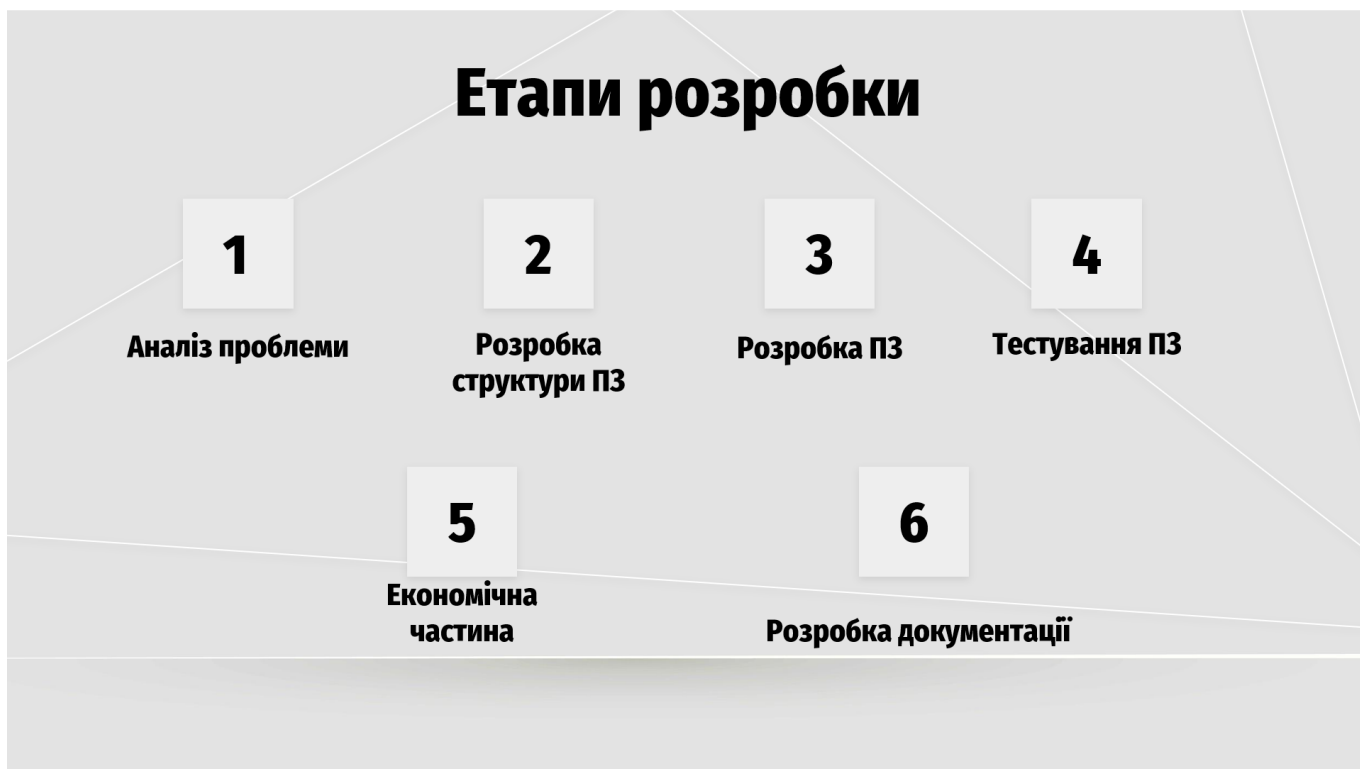 Етапи розробки
1
2
3
4
Аналіз проблеми
Розробка
структури ПЗ
Розробка ПЗ
Тестування ПЗ
5
6
Економічна
частина
Розробка документації